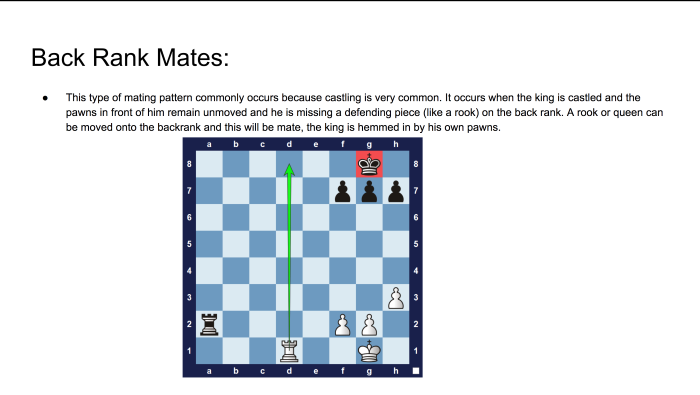 Back Rank Mates:
● This type of mating pattern commonly occurs because castling is very common. It occurs when the king is castled and the
pawns in front of him remain unmoved and he is missing a defending piece (like a rook) on the back rank. A rook or queen can
be moved onto the backrank and this will be mate, the king is hemmed in by his own pawns.
a b c d e f g h
8 8
7 7
6 6
5 5
4 4
3 3
2 2
1 1
a b c d e f g h